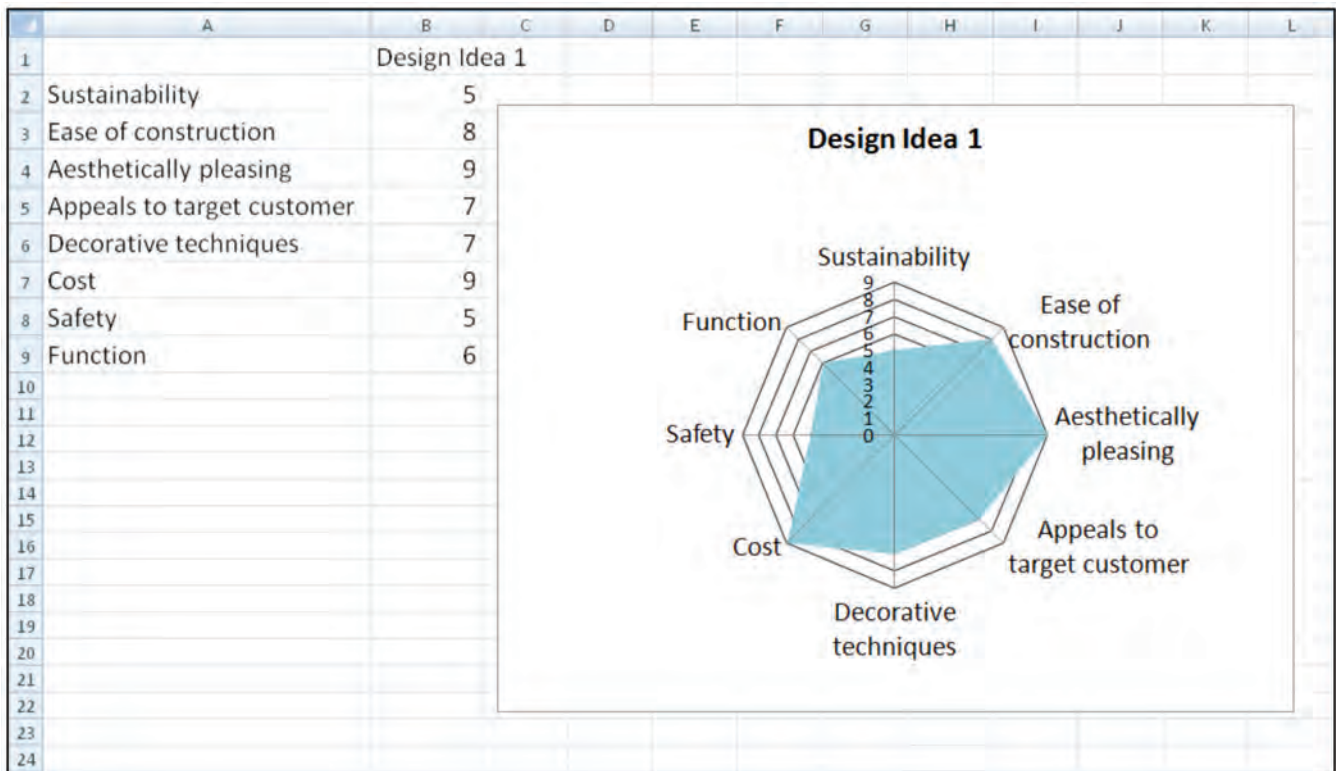 A B C D E F G H I J K L
1 Design Idea 1
2 Sustainability 5
3 Ease of construction 8
4 Aesthetically pleasing 9
5 Appeals to target customer 7
6 Decorative techniques 7
7 Cost 9
8 Safety 5
9 Function 6
10
11
12
13
14
15
16
17
18
19
20
21
22
23
24
Design Idea 1
Sustainability
9
8
7
6
5
4
3
2
1
0
Ease of
construction
Aesthetically
pleasing
Appeals to
target customer
Decorative
techniques
Cost
Safety
Function